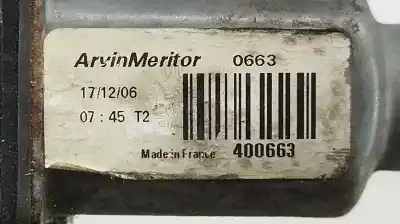 ArvinMeritor 0663
17/12/06
07 : 45 T2
Made in France 400663